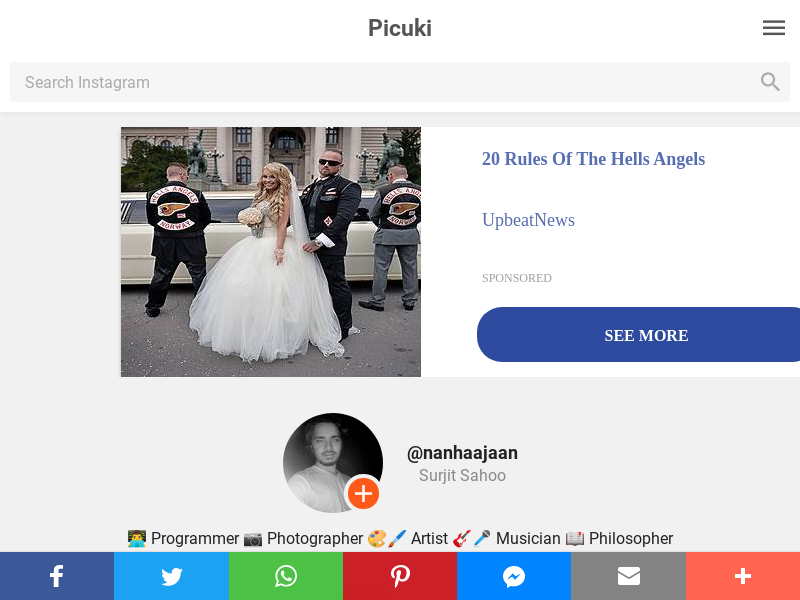 Picuki
Search Instagram
HELLS ANGELS
NORWAY
HELLS ANGELS
NORWAY
20 Rules Of The Hells Angels
UpbeatNews
SPONSORED
SEE MORE
@nanhaajaan
Surjit Sahoo
👨‍💻 Programmer 📷 Photographer 🎨🖌️ Artist 🎸🎤 Musician 📖 Philosopher